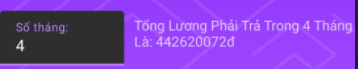 Số tháng:
4
Tổng Lương Phải Trả Trong 4 Tháng
Là: 442620072đ